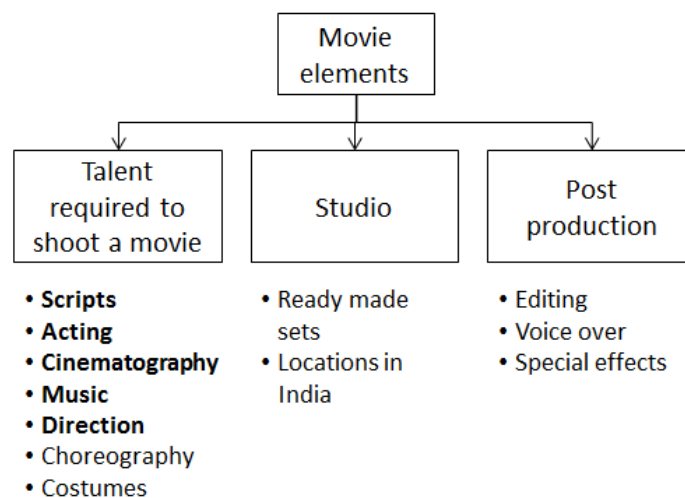 Movie
elements
Talent
required to
shoot a movie
Studio
Post
production
• Scripts
• Acting
• Cinematography
• Music
• Direction
• Choreography
• Costumes
• Ready made
sets
• Locations in
India
• Editing
• Voice over
• Special effects